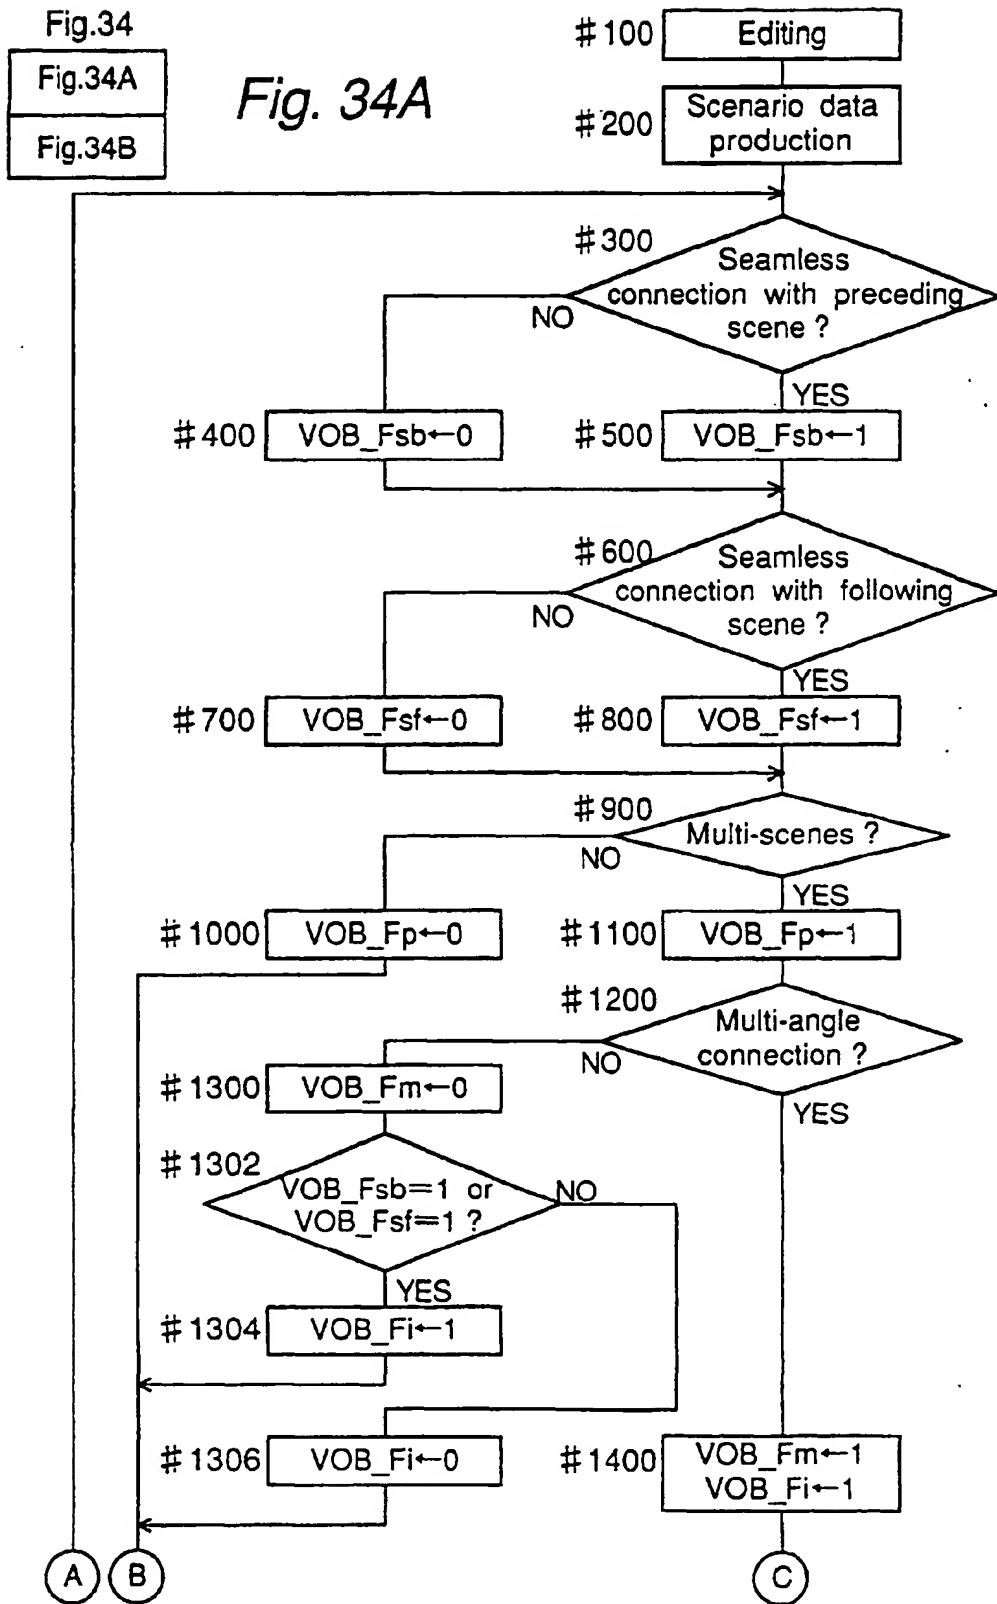 Fig.34
Fig.34A
Fig.34B
Fig. 34A
#100
Editing
#200
Scenario data
production
#300
Seamless
connection with preceding
scene ?
NO
YES
#400
VOB_Fsb←0
#500
VOB_Fsb←1
#600
Seamless
connection with following
scene ?
NO
YES
#700
VOB_Fsf←0
#800
VOB_Fsf←1
#900
Multi-scenes ?
NO
YES
#1000
VOB_Fp←0
#1100
VOB_Fp←1
#1200
Multi-angle
connection ?
NO
YES
#1300
VOB_Fm←0
#1302
VOB_Fsb=1 or
VOB_Fsf=1 ?
NO
YES
#1304
VOB_Fi←1
#1306
VOB_Fi←0
#1400
VOB_Fm←1
VOB_Fi←1
A
B
C